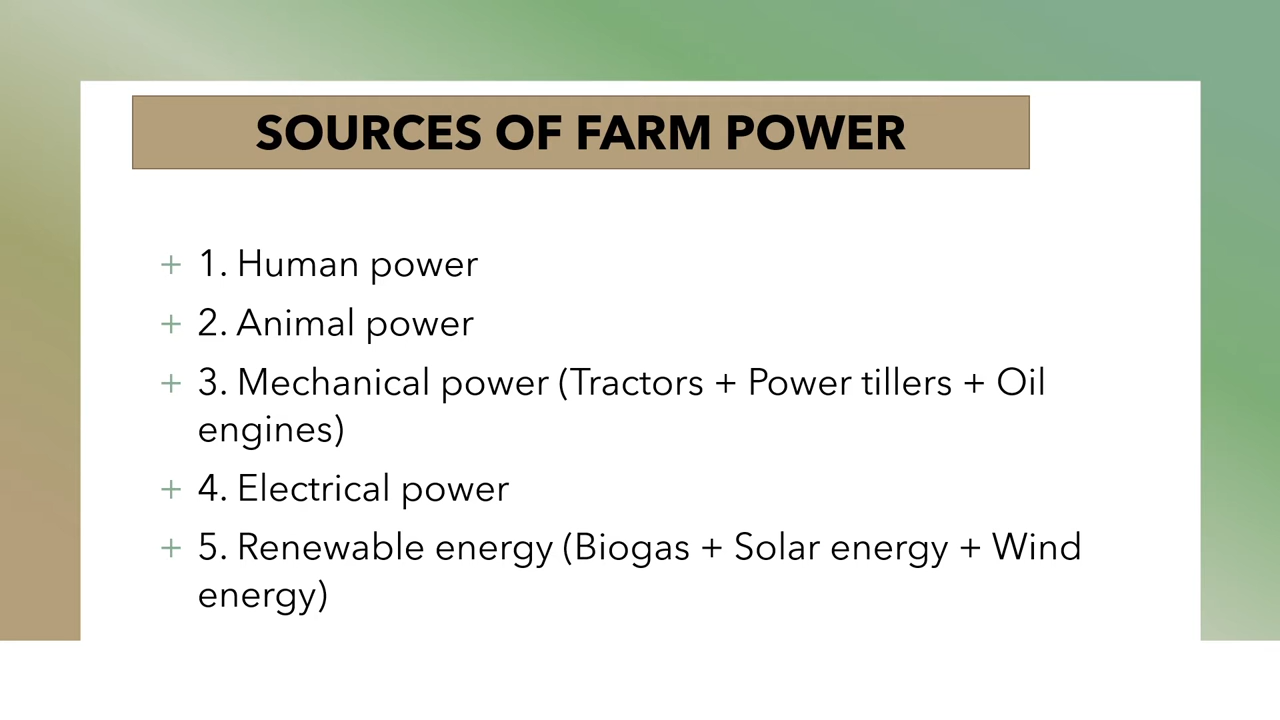 SOURCES OF FARM POWER
+ 1. Human power
+ 2. Animal power
+ 3. Mechanical power (Tractors + Power tillers + Oil
engines)
+ 4. Electrical power
+ 5. Renewable energy (Biogas + Solar energy + Wind
energy)